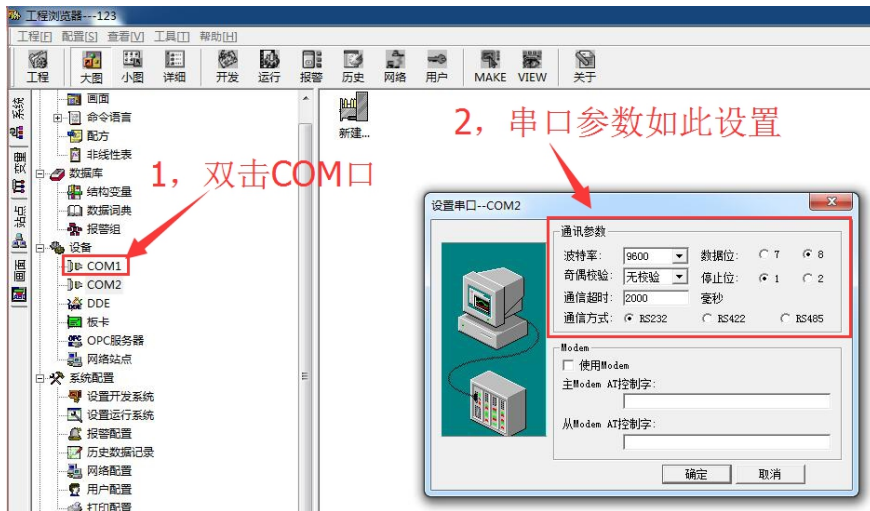 工程浏览器---123
工程[F] 配置[S] 查看[V] 工具[T] 帮助[H]
工程 大图 小图 详细 开发 运行 报警 历史 网络 用户 MAKE VIEW 关于
系统
数据
站点
画面
画面
命令语言
配方
非线性表
数据库
结构变量
数据词典
报警组
设备
COM1
COM2
DDE
板卡
OPC服务器
网络站点
系统配置
设置开发系统
设置运行系统
报警配置
历史数据记录
网络配置
用户配置
打印配置
新建...
1，双击COM口
2，串口参数如此设置
设置串口--COM2
通讯参数
波特率: 9600 数据位: 7 8
奇偶校验: 无校验 停止位: 1 2
通信超时: 2000 毫秒
通信方式: RS232 RS422 RS485
Modem
使用Modem
主Modem AT控制字:
从Modem AT控制字:
确定 取消